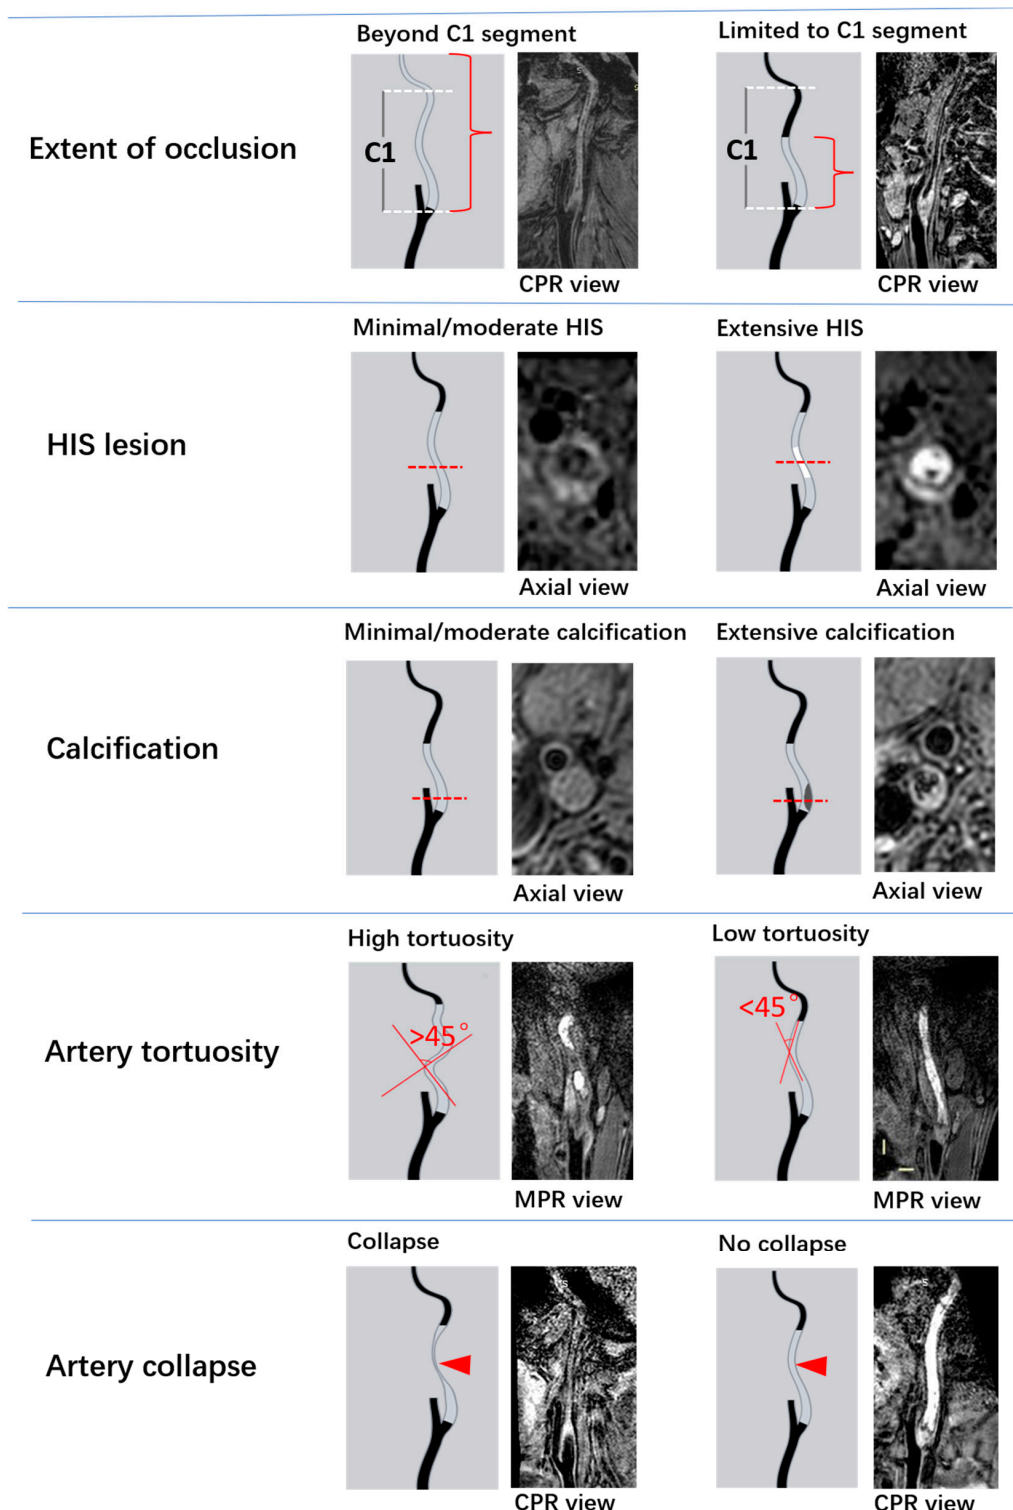 Beyond C1 segment
Limited to C1 segment
Extent of occlusion
C1
C1
S
S
CPR view
CPR view
Minimal/moderate HIS
Extensive HIS
HIS lesion
Axial view
Axial view
Minimal/moderate calcification
Extensive calcification
Calcification
Axial view
Axial view
High tortuosity
Low tortuosity
Artery tortuosity
>45°
<45°
MPR view
MPR view
Collapse
No collapse
Artery collapse
S
S
CPR view
CPR view